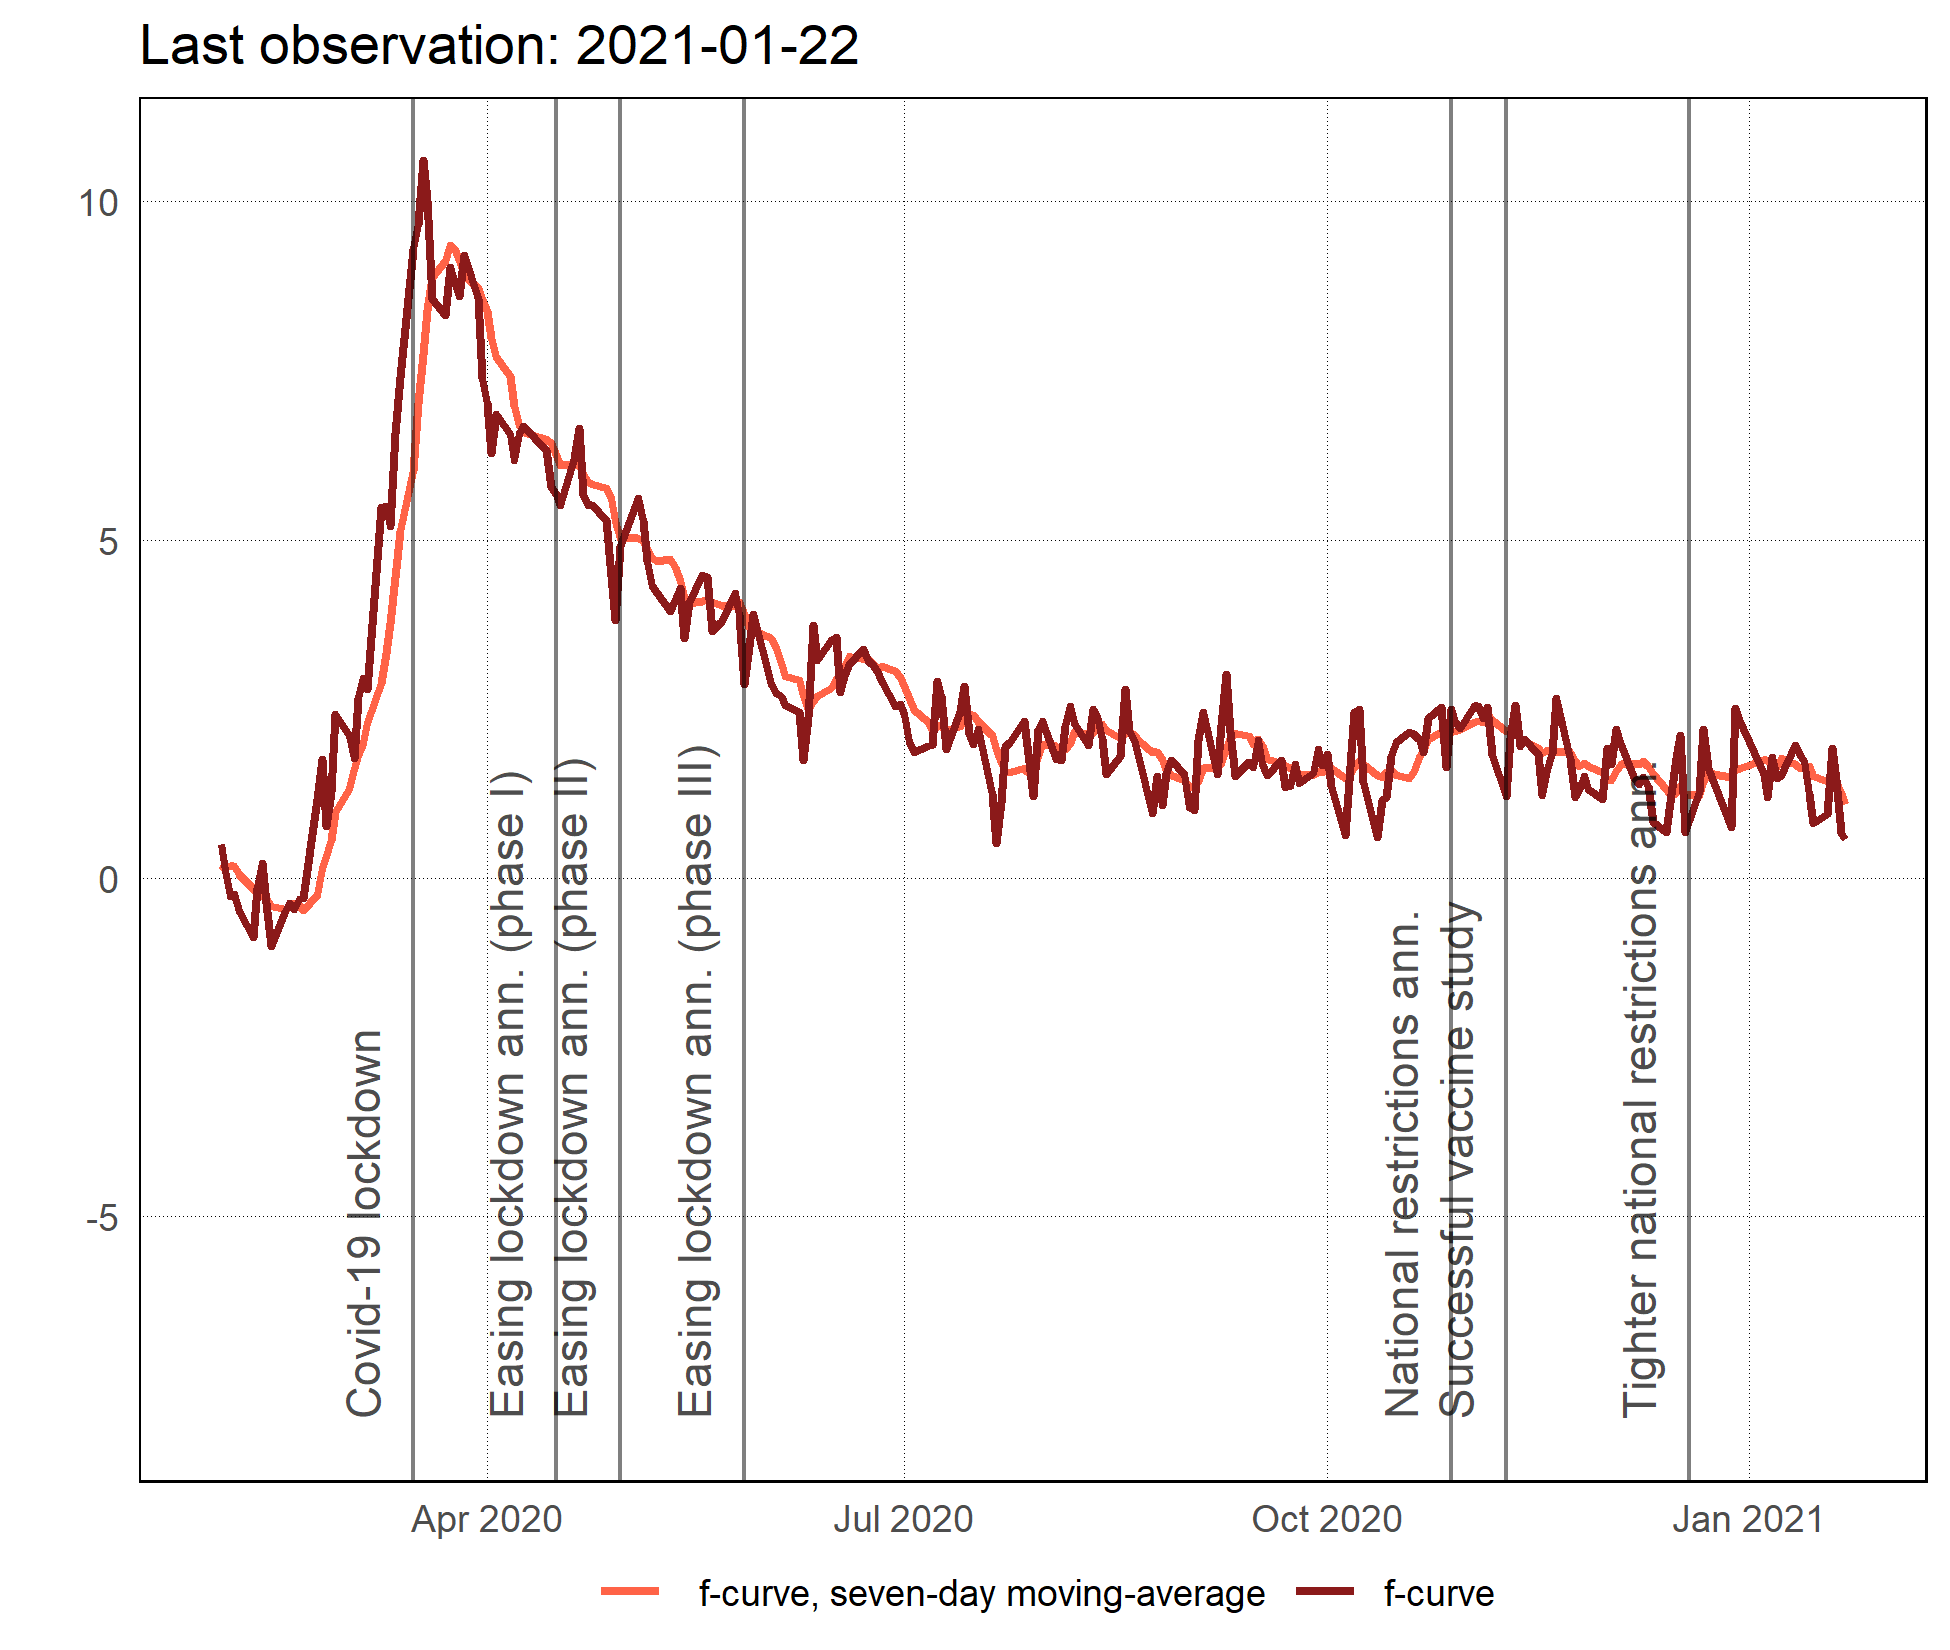 Last observation: 2021-01-22
10
5
0
-5
Covid-19 lockdown
Easing lockdown ann. (phase I)
Easing lockdown ann. (phase II)
Easing lockdown ann. (phase III)
National restrictions ann.
Successful vaccine study
Tighter national restrictions ann.
Apr 2020
Jul 2020
Oct 2020
Jan 2021
f-curve, seven-day moving-average
f-curve